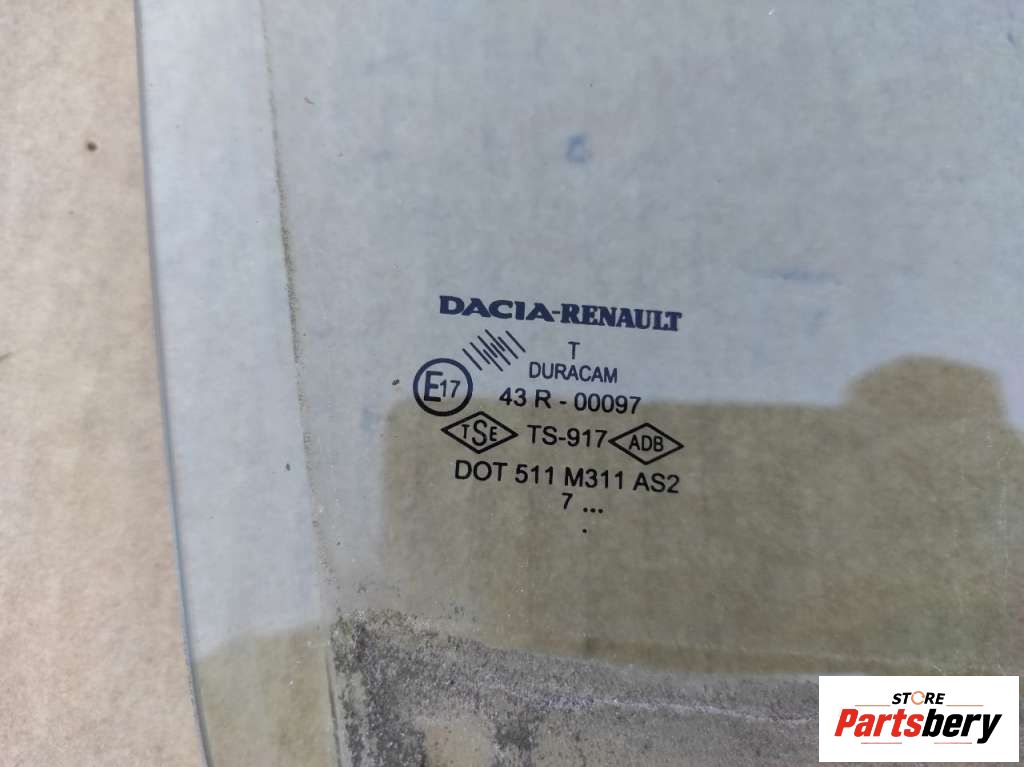 DACIA-RENAULT
T
DURACAM
E17 43 R - 00097
TSE TS-917 ADB
DOT 511 M311 AS2
7 ...
.
STORE
Partsbery